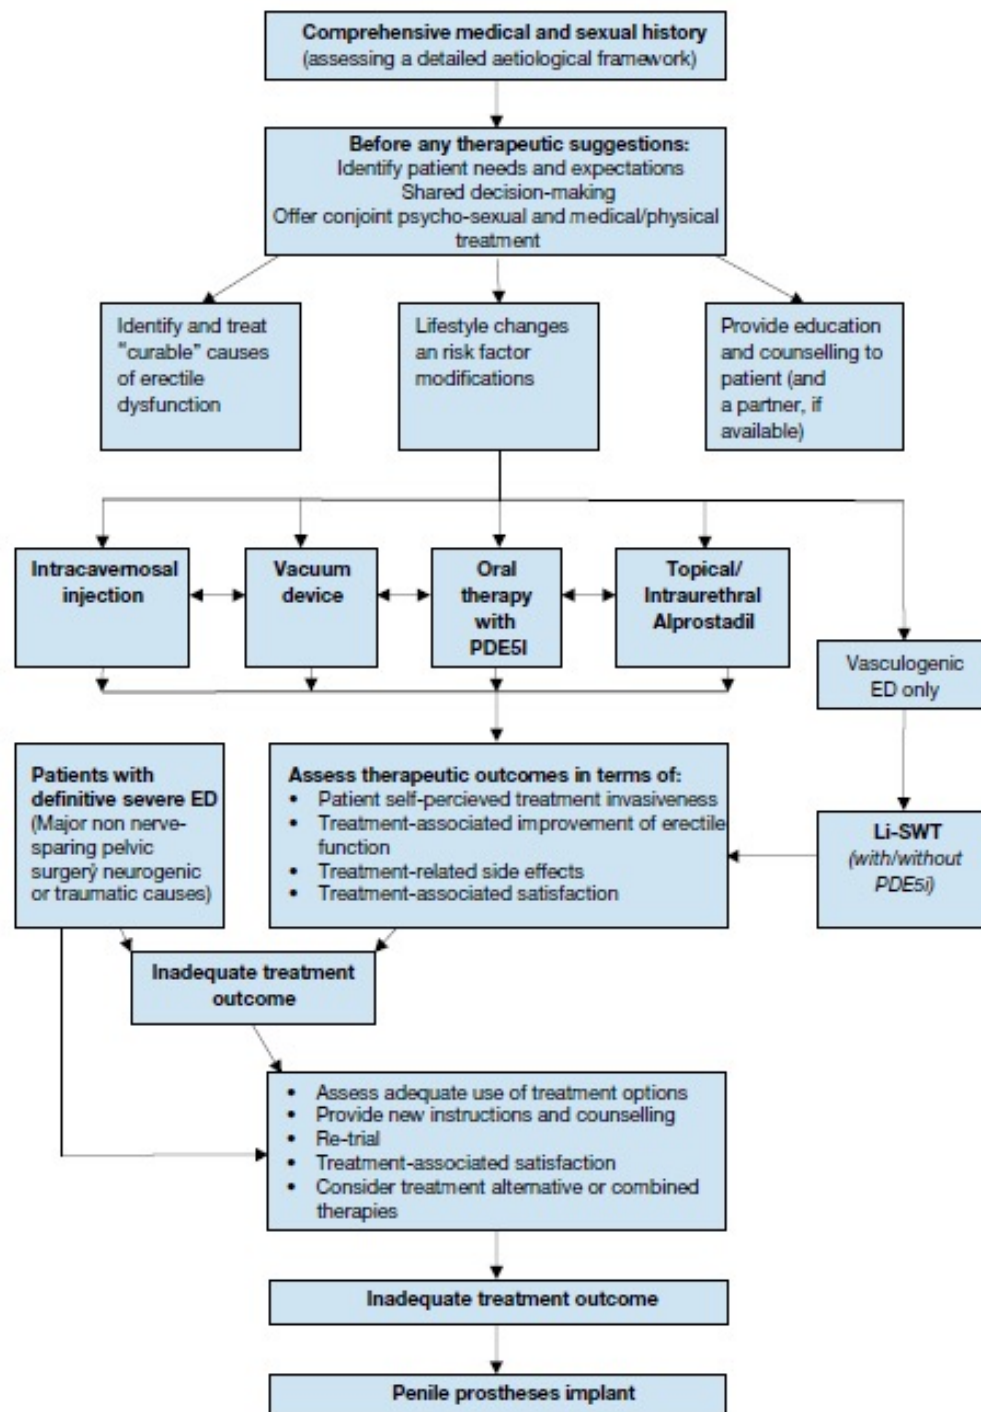 Comprehensive medical and sexual history
(assessing a detailed aetiological framework)
Before any therapeutic suggestions:
Identify patient needs and expectations
Shared decision-making
Offer conjoint psycho-sexual and medical/physical
treatment
Identify and treat
"curable" causes
of erectile
dysfunction
Lifestyle changes
an risk factor
modifications
Provide education
and counselling to
patient (and
a partner, if
available)
Intracavernosal
injection
Vacuum
device
Oral
therapy
with
PDE5I
Topical/
Intraurethral
Alprostadil
Vasculogenic
ED only
Patients with
definitive severe ED
(Major non nerve-
sparing pelvic
surgerý neurogenic
or traumatic causes)
Assess therapeutic outcomes in terms of:
• Patient self-percieved treatment invasiveness
• Treatment-associated improvement of erectile
function
• Treatment-related side effects
• Treatment-associated satisfaction
Li-SWT
(with/without
PDE5i)
Inadequate treatment
outcome
• Assess adequate use of treatment options
• Provide new instructions and counselling
• Re-trial
• Treatment-associated satisfaction
• Consider treatment alternative or combined
therapies
Inadequate treatment outcome
Penile prostheses implant